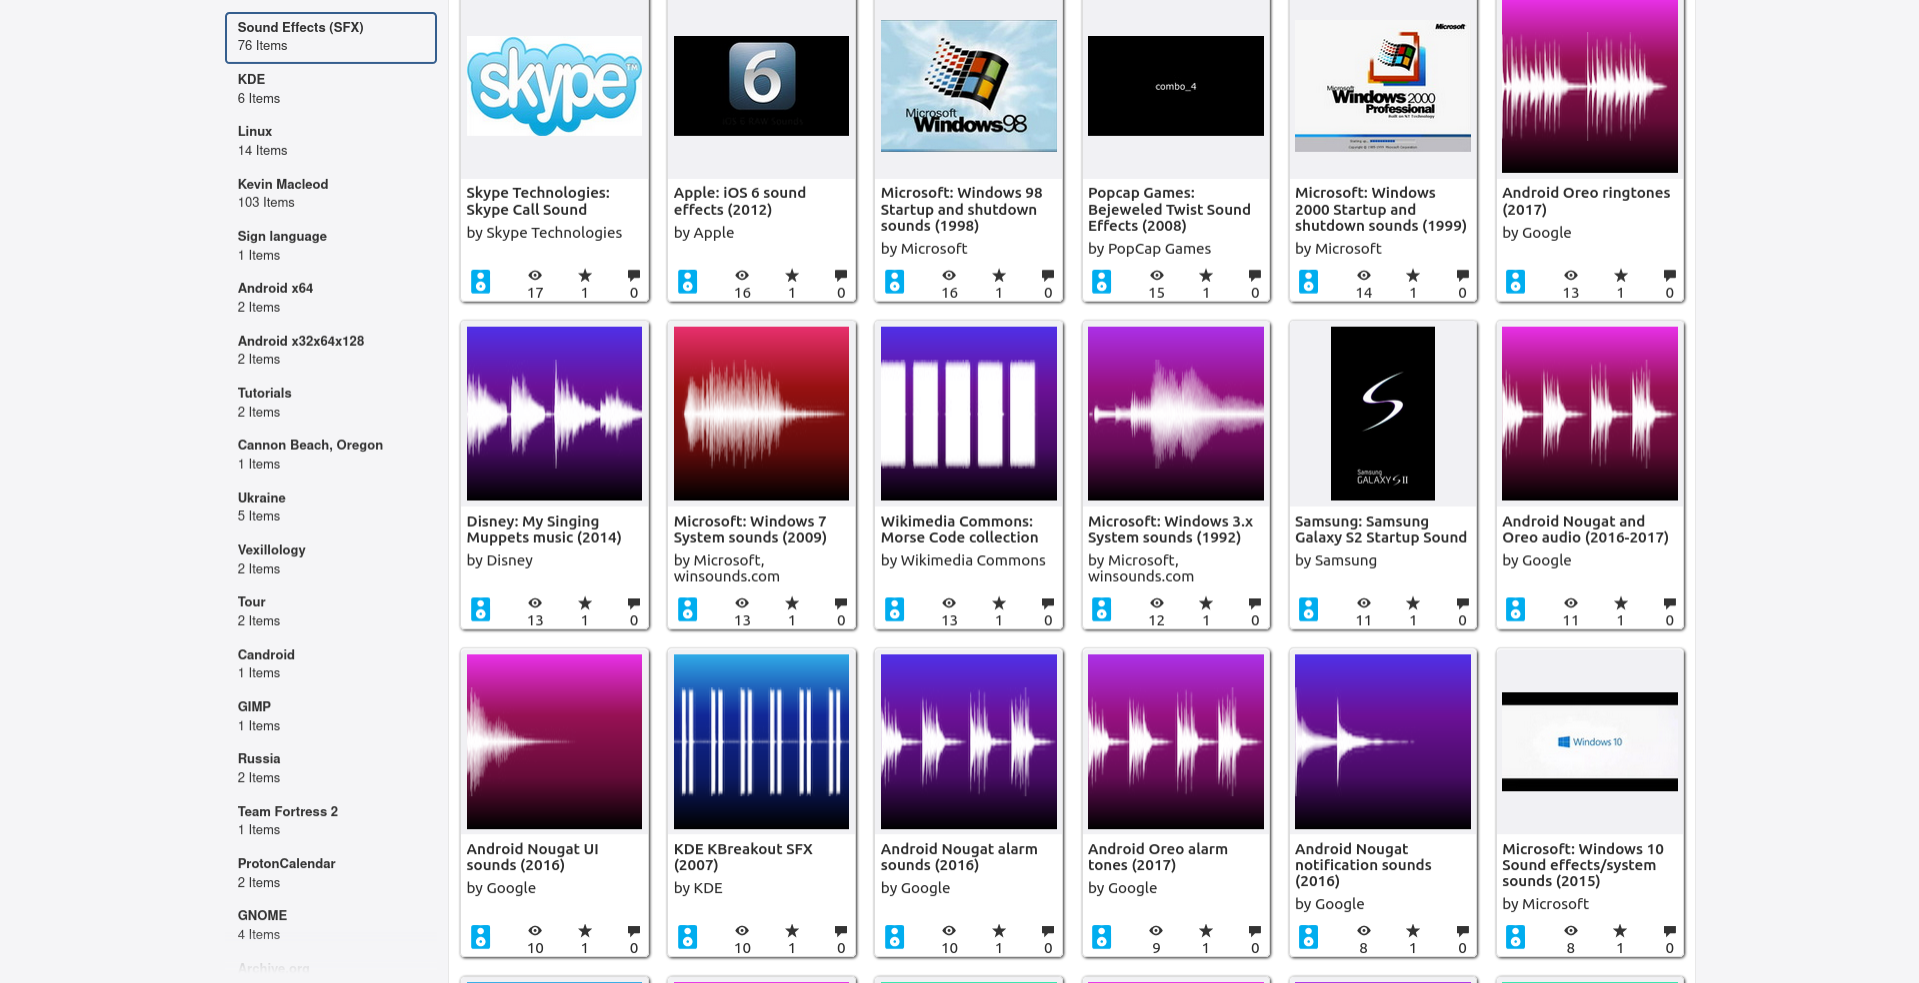 Sound Effects (SFX)
76 Items
KDE
6 Items
Linux
14 Items
Kevin Macleod
103 Items
Sign language
1 Items
Android x64
2 Items
Android x32x64x128
2 Items
Tutorials
2 Items
Cannon Beach, Oregon
1 Items
Ukraine
5 Items
Vexillology
2 Items
Tour
2 Items
Candroid
1 Items
GIMP
1 Items
Russia
2 Items
Team Fortress 2
1 Items
ProtonCalendar
2 Items
GNOME
4 Items
Archive.org
skype™
Skype Technologies:
Skype Call Sound
by Skype Technologies
17 1 0
6
iOS 6 RAW Sounds
Apple: iOS 6 sound
effects (2012)
by Apple
16 1 0
Microsoft
Windows98
Microsoft: Windows 98
Startup and shutdown
sounds (1998)
by Microsoft
16 1 0
combo_4
Popcap Games:
Bejeweled Twist Sound
Effects (2008)
by PopCap Games
15 1 0
Microsoft
Microsoft
Windows 2000
Professional
Built on NT Technology
Microsoft: Windows
2000 Startup and
shutdown sounds (1999)
by Microsoft
14 1 0
Android Oreo ringtones
(2017)
by Google
13 1 0
Disney: My Singing
Muppets music (2014)
by Disney
13 1 0
Microsoft: Windows 7
System sounds (2009)
by Microsoft,
winsounds.com
13 1 0
Wikimedia Commons:
Morse Code collection
by Wikimedia Commons
13 1 0
Microsoft: Windows 3.x
System sounds (1992)
by Microsoft,
winsounds.com
12 1 0
Samsung
GALAXY S II
Samsung: Samsung
Galaxy S2 Startup Sound
by Samsung
11 1 0
Android Nougat and
Oreo audio (2016-2017)
by Google
11 1 0
Android Nougat UI
sounds (2016)
by Google
10 1 0
KDE KBreakout SFX
(2007)
by KDE
10 1 0
Android Nougat alarm
sounds (2016)
by Google
10 1 0
Android Oreo alarm
tones (2017)
by Google
9 1 0
Android Nougat
notification sounds
(2016)
by Google
8 1 0
Windows 10
Microsoft: Windows 10
Sound effects/system
sounds (2015)
by Microsoft
8 1 0